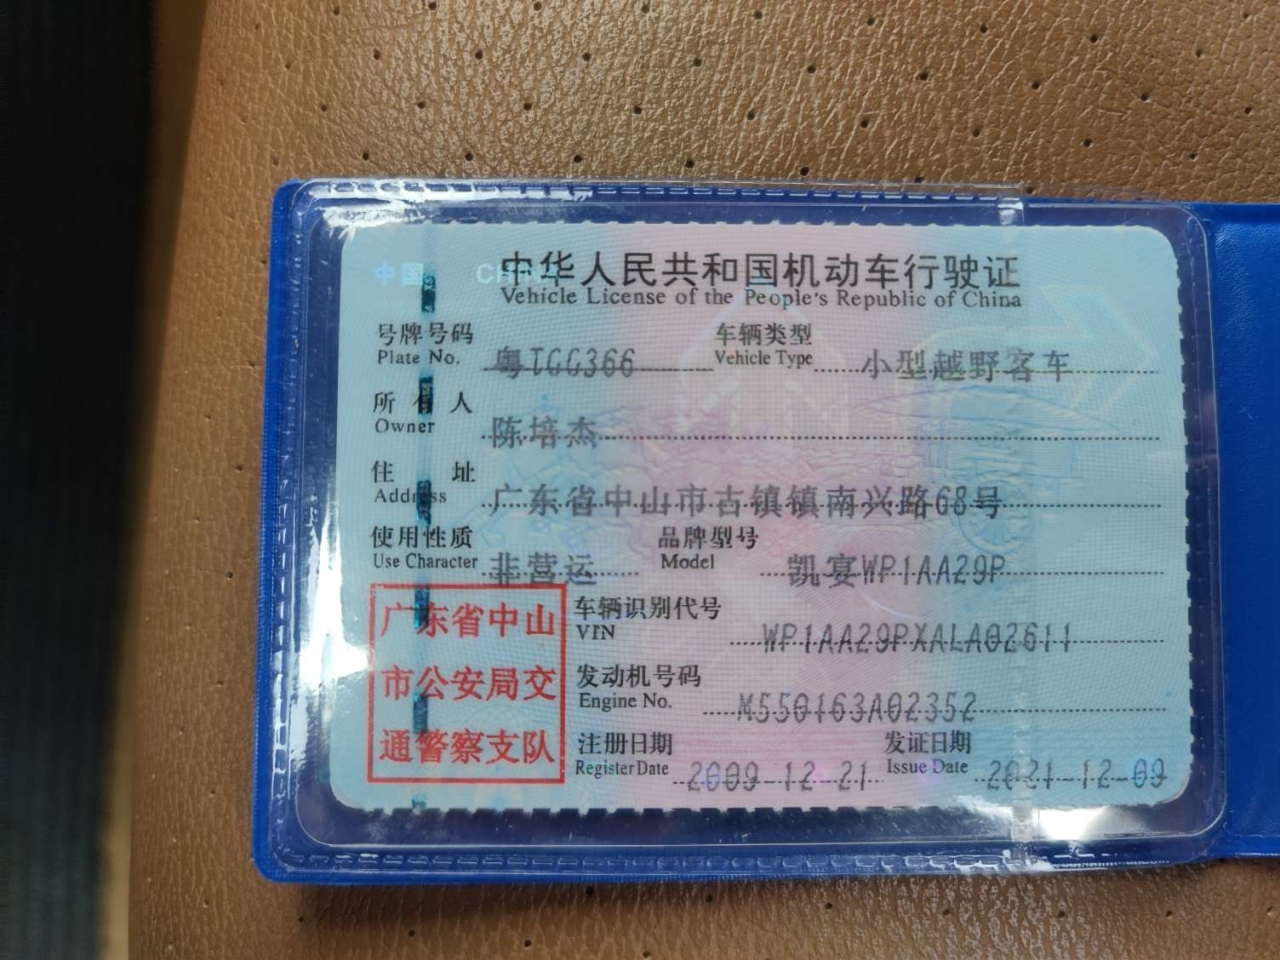 中国 CHINA
中华人民共和国机动车行驶证
Vehicle License of the People's Republic of China
号牌号码 粤TGG366 车辆类型 小型越野客车
Plate No. Vehicle Type
所有人 陈培杰
Owner
住址 广东省中山市古镇镇南兴路68号
Address
使用性质 非营运 品牌型号 凯宴WP1AA29P
Use Character Model
广东省中山
市公安局交
通警察支队
车辆识别代号 WP1AA29PXALA02611
VIN
发动机号码 M550163A02352
Engine No.
注册日期 2009-12-21 发证日期 2021-12-09
Register Date Issue Date